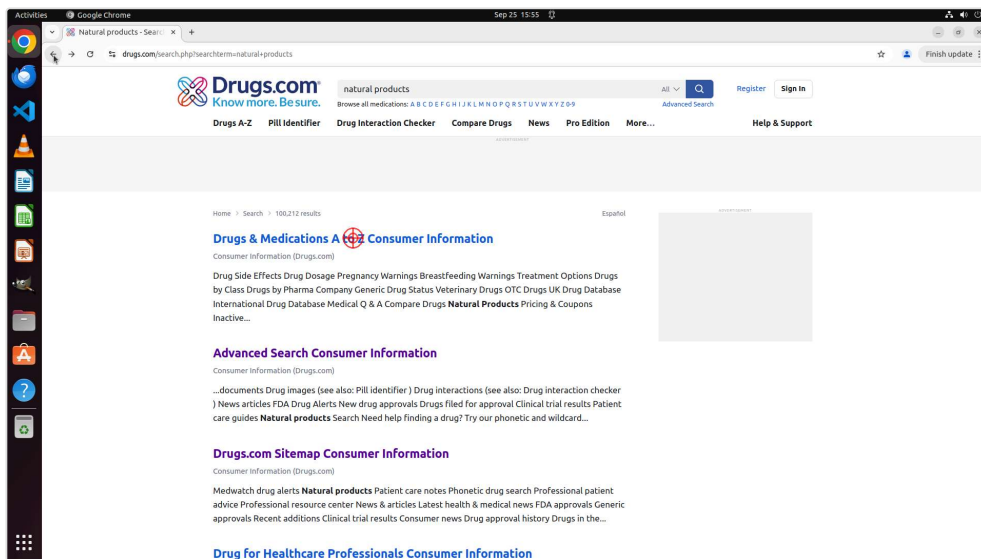 Activities Google Chrome Sep 25 15:55
Natural products - Searc
drugs.com/search.php?searchterm=natural+products Finish update
Drugs.com
Know more. Be sure.
natural products All
Browse all medications: A B C D E F G H I J K L M N O P Q R S T U V W X Y Z 0-9 Advanced Search
Register Sign In
Drugs A-Z Pill Identifier Drug Interaction Checker Compare Drugs News Pro Edition More... Help & Support
ADVERTISEMENT
Home > Search > 100,212 results Español
ADVERTISEMENT
Drugs & Medications A to Z Consumer Information
Consumer Information (Drugs.com)
Drug Side Effects Drug Dosage Pregnancy Warnings Breastfeeding Warnings Treatment Options Drugs
by Class Drugs by Pharma Company Generic Drug Status Veterinary Drugs OTC Drugs UK Drug Database
International Drug Database Medical Q & A Compare Drugs Natural Products Pricing & Coupons
Inactive...
Advanced Search Consumer Information
Consumer Information (Drugs.com)
...documents Drug images (see also: Pill identifier ) Drug interactions (see also: Drug interaction checker
) News articles FDA Drug Alerts New drug approvals Drugs filed for approval Clinical trial results Patient
care guides Natural products Search Need help finding a drug? Try our phonetic and wildcard...
Drugs.com Sitemap Consumer Information
Consumer Information (Drugs.com)
Medwatch drug alerts Natural products Patient care notes Phonetic drug search Professional patient
advice Professional resource center News & articles Latest health & medical news FDA approvals Generic
approvals Recent additions Clinical trial results Consumer news Drug approval history Drugs in the...
Drug for Healthcare Professionals Consumer Information